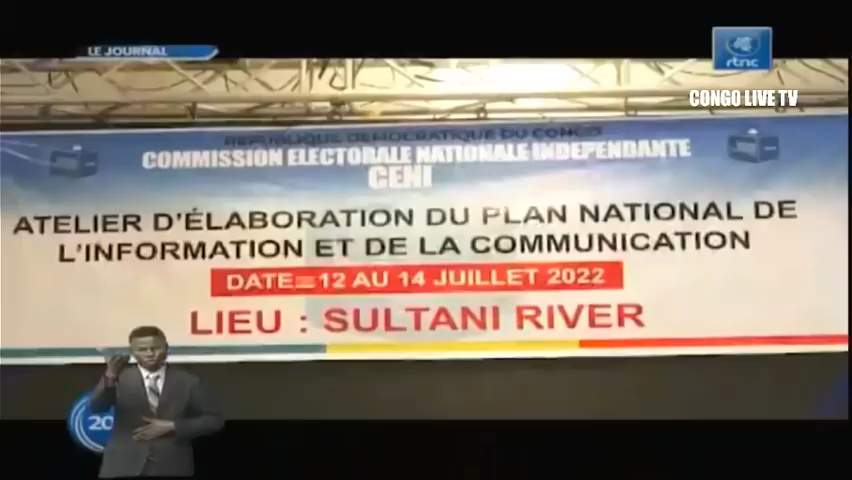 LE JOURNAL
rtnc
CONGO LIVE TV
REPUBLIQUE DEMOCRATIQUE DU CONGO
COMMISSION ELECTORALE NATIONALE INDEPENDANTE
CENI
ATELIER D'ÉLABORATION DU PLAN NATIONAL DE
L'INFORMATION ET DE LA COMMUNICATION
DATE= 12 AU 14 JUILLET 2022
LIEU : SULTANI RIVER
20